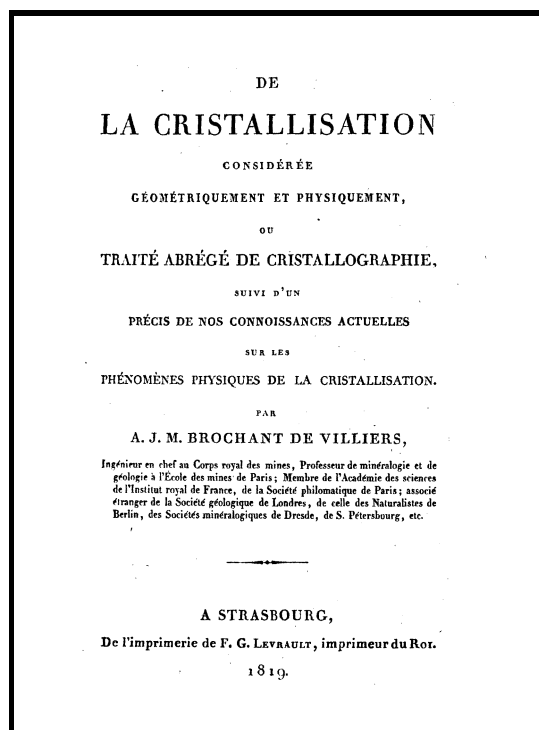 DE
LA CRISTALLISATION
CONSIDÉRÉE
GÉOMÉTRIQUEMENT ET PHYSIQUEMENT,
OU
TRAITÉ ABRÉGÉ DE CRISTALLOGRAPHIE,
SUIVI D'UN
PRÉCIS DE NOS CONNOISSANCES ACTUELLES
SUR LES
PHÉNOMÈNES PHYSIQUES DE LA CRISTALLISATION.
PAR
A. J. M. BROCHANT DE VILLIERS,
Ingénieur en chef au Corps royal des mines, Professeur de minéralogie et de
géologie à l'École des mines de Paris; Membre de l'Académie des sciences
de l'Institut royal de France, de la Société philomatique de Paris; associé
étranger de la Société géologique de Londres, de celle des Naturalistes de
Berlin, des Sociétés minéralogiques de Dresde, de S. Pétersbourg, etc.
A STRASBOURG,
De l'imprimerie de F. G. LEVRAULT, imprimeur du ROI.
1819.